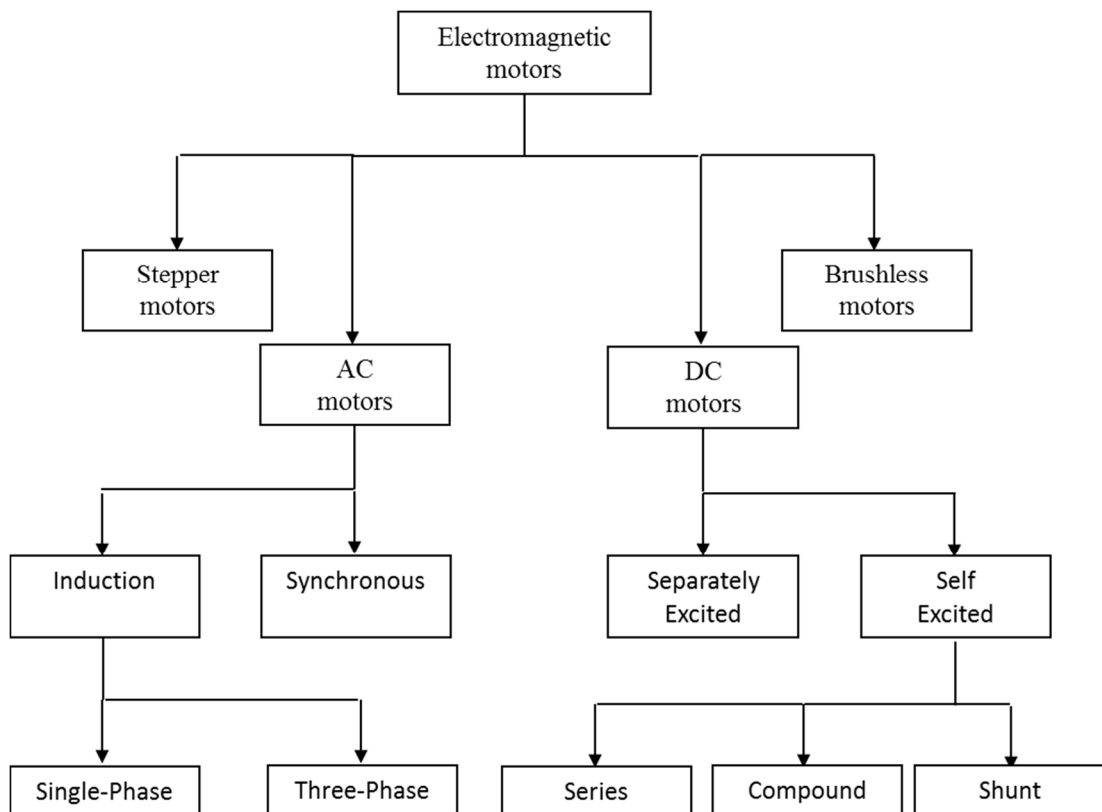 Electromagnetic
motors
Stepper
motors
Brushless
motors
AC
motors
DC
motors
Induction
Synchronous
Separately
Excited
Self
Excited
Single-Phase
Three-Phase
Series
Compound
Shunt